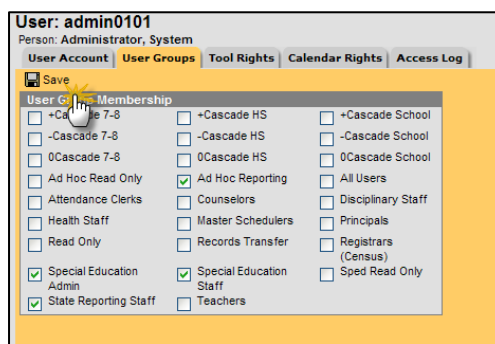 User: admin0101
Person: Administrator, System
User Account User Groups Tool Rights Calendar Rights Access Log
Save
User Membership
+Cascade 7-8 +Cascade HS +Cascade School
-Cascade 7-8 -Cascade HS -Cascade School
0Cascade 7-8 0Cascade HS 0Cascade School
Ad Hoc Read Only Ad Hoc Reporting All Users
Attendance Clerks Counselors Disciplinary Staff
Health Staff Master Schedulers Principals
Read Only Records Transfer Registrars
(Census)
Special Education Special Education Sped Read Only
Admin Staff
State Reporting Staff Teachers